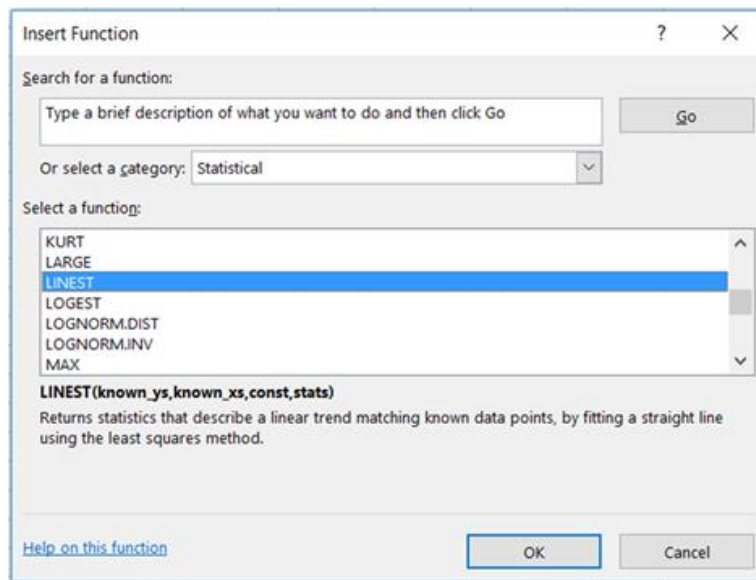 Insert Function
?
Search for a function:
Type a brief description of what you want to do and then click Go
Go
Or select a category: Statistical
Select a function:
KURT
LARGE
LINEST
LOGEST
LOGNORM.DIST
LOGNORM.INV
MAX
LINEST(known_ys,known_xs,const,stats)
Returns statistics that describe a linear trend matching known data points, by fitting a straight line
using the least squares method.
Help on this function
OK
Cancel